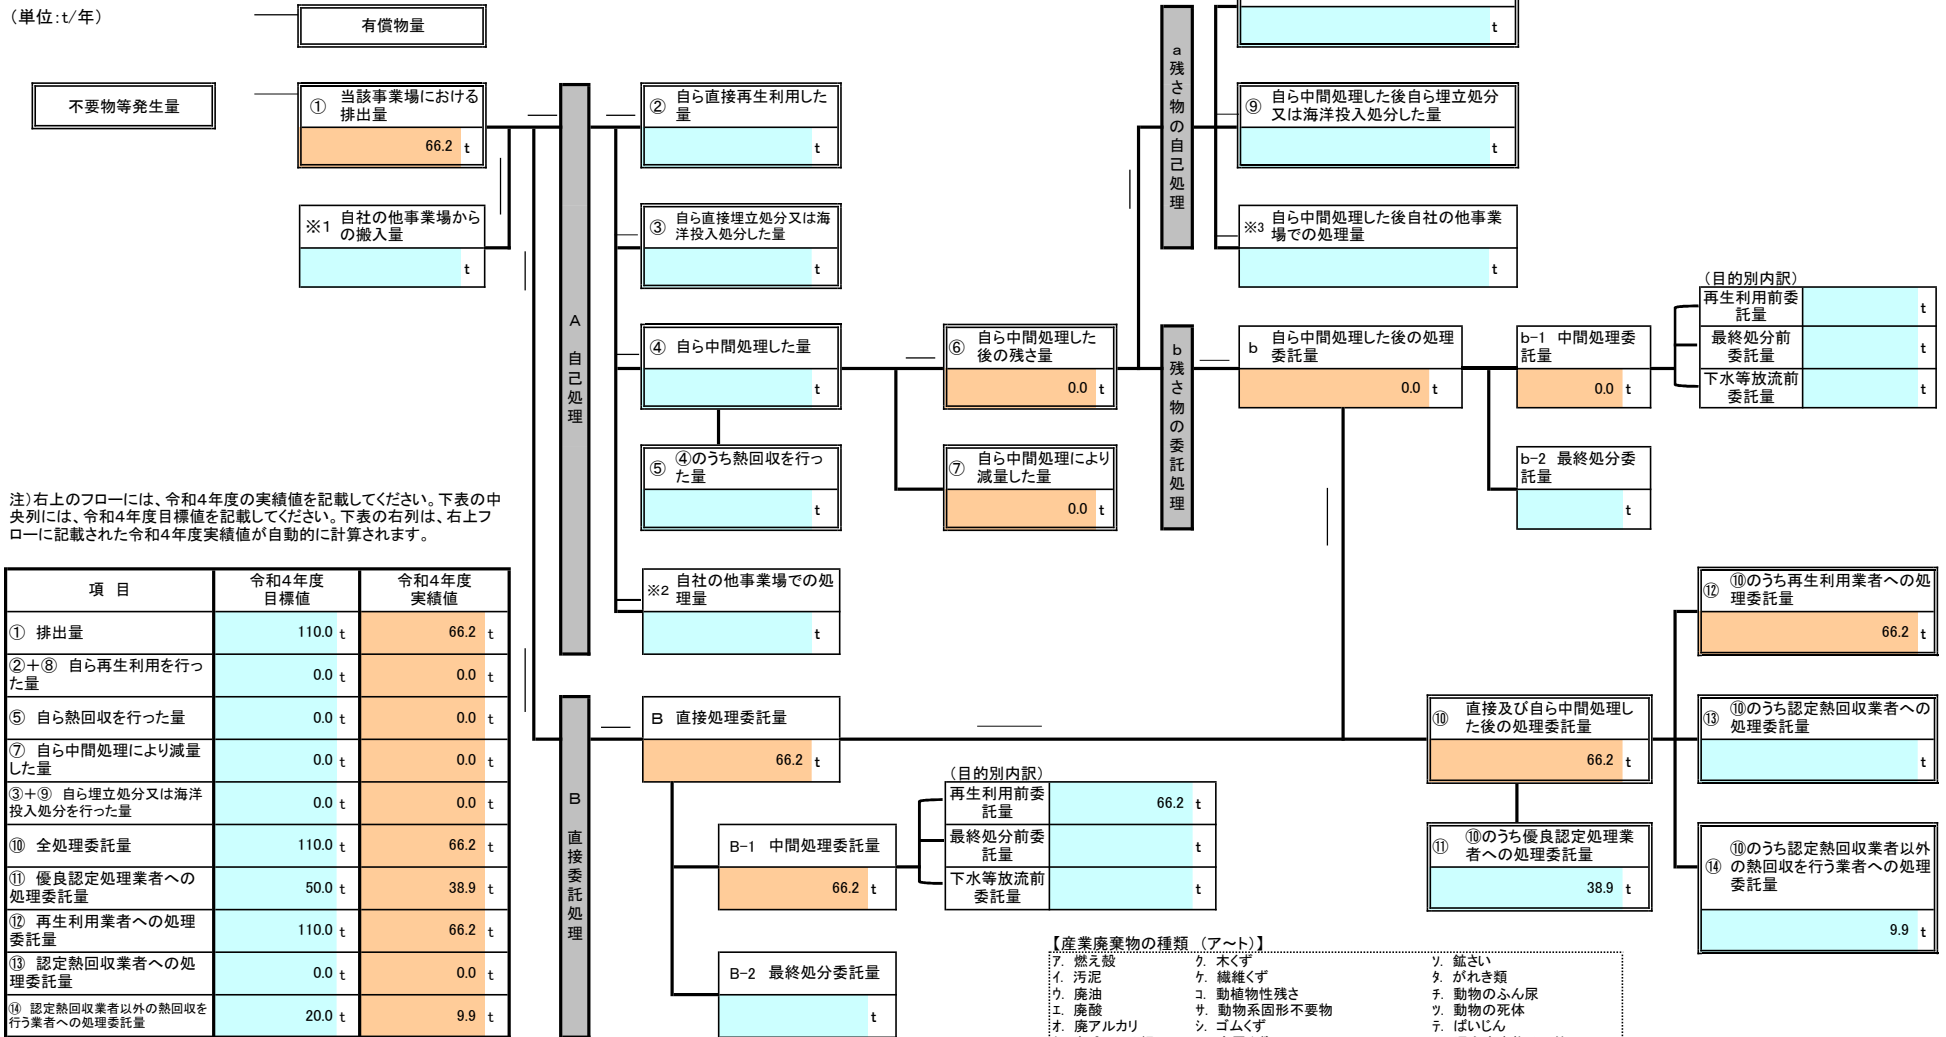 (単位:t/年)
有償物量
不要物等発生量
① 当該事業場における
排出量
66.2 t
※1 自社の他事業場から
の搬入量
t
A 自己処理
② 自ら直接再生利用した
量
t
③ 自ら直接埋立処分又は海
洋投入処分した量
t
④ 自ら中間処理した量
t
⑤ ④のうち熱回収を行っ
た量
t
※2 自社の他事業場での処
理量
t
⑥ 自ら中間処理した
後の残さ量
0.0 t
⑦ 自ら中間処理により
減量した量
0.0 t
a 残さ物の自己処理
t
⑨ 自ら中間処理した後自ら埋立処分
又は海洋投入処分した量
t
※3 自ら中間処理した後自社の他事業
場での処理量
t
b 残さ物の委託処理
b 自ら中間処理した後の処理
委託量
0.0 t
b-1 中間処理委
託量
0.0 t
b-2 最終処分委
託量
t
(目的別内訳)
再生利用前委
託量
t
最終処分前
委託量
t
下水等放流前
委託量
t
注)右上のフローには、令和4年度の実績値を記載してください。下表の中
央列には、令和4年度目標値を記載してください。下表の右列は、右上フ
ローに記載された令和4年度実績値が自動的に計算されます。
項 目
令和4年度
目標値
令和4年度
実績値
① 排出量 110.0 t 66.2 t
②+⑧ 自ら再生利用を行っ
た量
0.0 t 0.0 t
⑤ 自ら熱回収を行った量 0.0 t 0.0 t
⑦ 自ら中間処理により減量
した量
0.0 t 0.0 t
③+⑨ 自ら埋立処分又は海洋
投入処分を行った量
0.0 t 0.0 t
⑩ 全処理委託量 110.0 t 66.2 t
⑪ 優良認定処理業者への
処理委託量
50.0 t 38.9 t
⑫ 再生利用業者への処理
委託量
110.0 t 66.2 t
⑬ 認定熱回収業者への処
理委託量
0.0 t 0.0 t
⑭ 認定熱回収業者以外の熱回収を
行う業者への処理委託量
20.0 t 9.9 t
B 直接委託処理
B 直接処理委託量
66.2 t
B-1 中間処理委託量
66.2 t
B-2 最終処分委託量
t
(目的別内訳)
再生利用前委
託量
66.2 t
最終処分前委
託量
t
下水等放流前
委託量
t
⑩ 直接及び自ら中間処理し
た後の処理委託量
66.2 t
⑪ ⑩のうち優良認定処理業
者への処理委託量
38.9 t
⑫ ⑩のうち再生利用業者への処
理委託量
66.2 t
⑬ ⑩のうち認定熱回収業者への
処理委託量
t
⑭ ⑩のうち認定熱回収業者以外
の熱回収を行う業者への処理
委託量
9.9 t
【産業廃棄物の種類 (ア~ト)】
ア. 燃え殻 ク. 木くず ソ. 鉱さい
イ. 汚泥 ケ. 繊維くず タ. がれき類
ウ. 廃油 コ. 動植物性残さ チ. 動物のふん尿
エ. 廃酸 サ. 動物系固形不要物 ツ. 動物の死体
オ. 廃アルカリ シ. ゴムくず テ. ばいじん